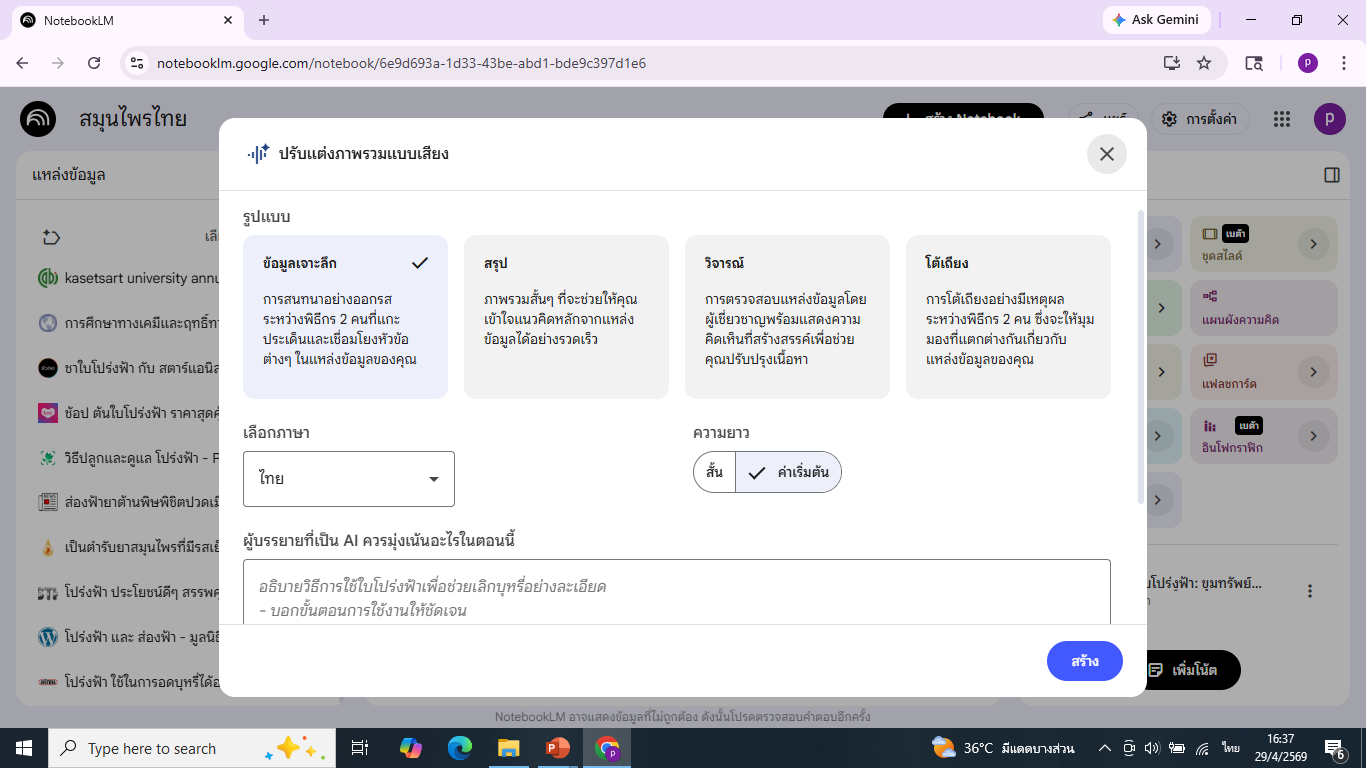 NotebookLM
Ask Gemini
notebooklm.google.com/notebook/6e9d693a-1d33-43be-abd1-bde9c397d1e6
p
สมุนไพรไทย
การตั้งค่า
P
แหล่งข้อมูล
ปรับแต่งภาพรวมแบบเสียง
รูปแบบ
ข้อมูลเจาะลึก
การสนทนาอย่างออกรส
ระหว่างพิธีกร 2 คนที่แกะ
ประเด็นและเชื่อมโยงหัวข้อ
ต่างๆ ในแหล่งข้อมูลของคุณ
สรุป
ภาพรวมสั้นๆ ที่จะช่วยให้คุณ
เข้าใจแนวคิดหลักจากแหล่ง
ข้อมูลได้อย่างรวดเร็ว
วิจารณ์
การตรวจสอบแหล่งข้อมูลโดย
ผู้เชี่ยวชาญพร้อมแสดงความ
คิดเห็นที่สร้างสรรค์เพื่อช่วย
คุณปรับปรุงเนื้อหา
โต้เถียง
การโต้เถียงอย่างมีเหตุผล
ระหว่างพิธีกร 2 คน ซึ่งจะให้มุม
มองที่แตกต่างกันเกี่ยวกับ
แหล่งข้อมูลของคุณ
เลือกภาษา
ไทย
ความยาว
สั้น
ค่าเริ่มต้น
ผู้บรรยายที่เป็น AI ควรมุ่งเน้นอะไรในตอนนี้
อธิบายวิธีการใช้ใบโปร่งฟ้าเพื่อช่วยเลิกบุหรี่อย่างละเอียด
- บอกขั้นตอนการใช้งานให้ชัดเจน
สร้าง
kasetsart university annu
การศึกษาทางเคมีและฤทธิ์ทา
ชาใบโปร่งฟ้า กับ สตาร์แอนิส
ช้อป ต้นใบโปร่งฟ้า ราคาสุดคุ้
วิธีปลูกและดูแล โปร่งฟ้า - P
ส่องฟ้ายาต้านพิษพิชิตปวดเมื่
เป็นตำรับยาสมุนไพรที่มีรสเย็
โปร่งฟ้า ประโยชน์ดีๆ สรรพคุ
โปร่งฟ้า และ ส่องฟ้า - มูลนิธิ
โปร่งฟ้า ใช้ในการอดบุหรี่ได้อ
เบต้า
ชุดสไลด์
แผนผังความคิด
แฟลชการ์ด
เบต้า
อินโฟกราฟิก
โปร่งฟ้า: ขุมทรัพย์...
เพิ่มโน้ต
NotebookLM อาจแสดงข้อมูลที่ไม่ถูกต้อง ดังนั้นโปรดตรวจสอบคำตอบอีกครั้ง
Type here to search
36°C มีแดดบางส่วน
ไทย
16:37
29/4/2569
6